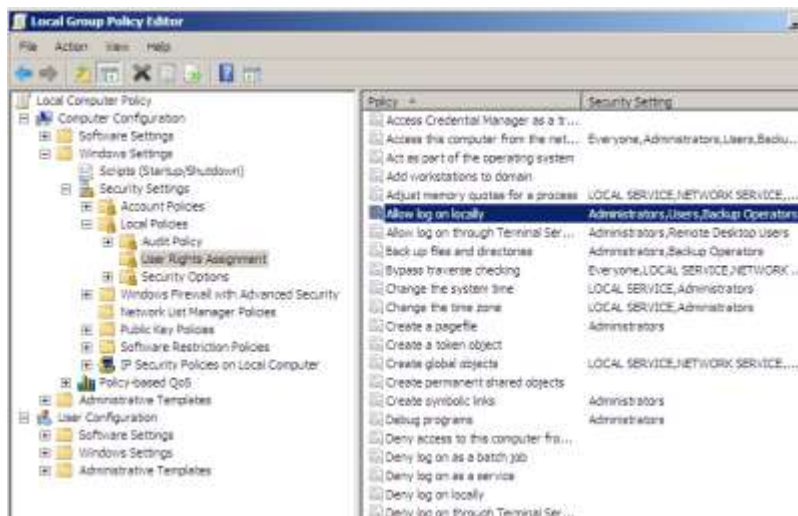 Local Group Policy Editor
File Action View Help
Local Computer Policy
Computer Configuration
Software Settings
Windows Settings
Scripts (Startup/Shutdown)
Security Settings
Account Policies
Local Policies
Audit Policy
User Rights Assignment
Security Options
Windows Firewall with Advanced Security
Network List Manager Policies
Public Key Policies
Software Restriction Policies
IP Security Policies on Local Computer
Policy-based QoS
Administrative Templates
User Configuration
Software Settings
Windows Settings
Administrative Templates
Policy Security Setting
Access Credential Manager as a tr...
Access this computer from the net... Everyone,Administrators,Users,Backu...
Act as part of the operating system
Add workstations to domain
Adjust memory quotas for a process LOCAL SERVICE,NETWORK SERVICE,...
Allow log on locally Administrators,Users,Backup Operators
Allow log on through Terminal Ser... Administrators,Remote Desktop Users
Back up files and directories Administrators,Backup Operators
Bypass traverse checking Everyone,LOCAL SERVICE,NETWORK ...
Change the system time LOCAL SERVICE,Administrators
Change the time zone LOCAL SERVICE,Administrators
Create a pagefile Administrators
Create a token object
Create global objects LOCAL SERVICE,NETWORK SERVICE,...
Create permanent shared objects
Create symbolic links Administrators
Debug programs Administrators
Deny access to this computer fro...
Deny log on as a batch job
Deny log on as a service
Deny log on locally
Deny log on through Terminal Ser...